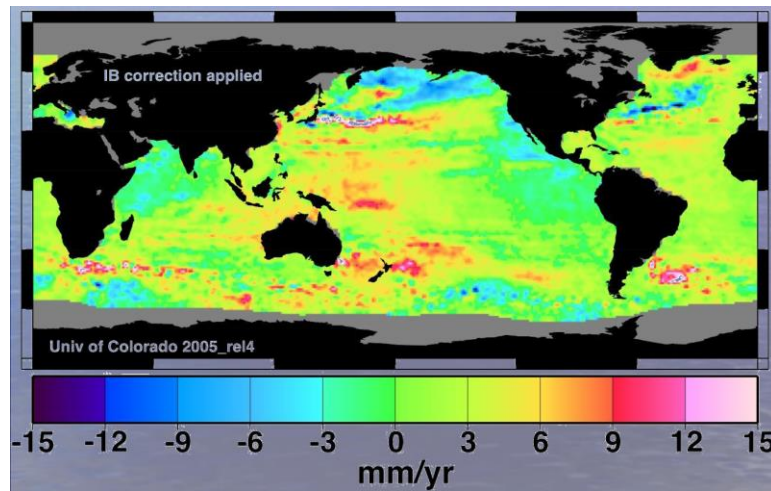 IB correction applied
Univ of Colorado 2005_rel4
-15 -12 -9 -6 -3 0 3 6 9 12 15
mm/yr